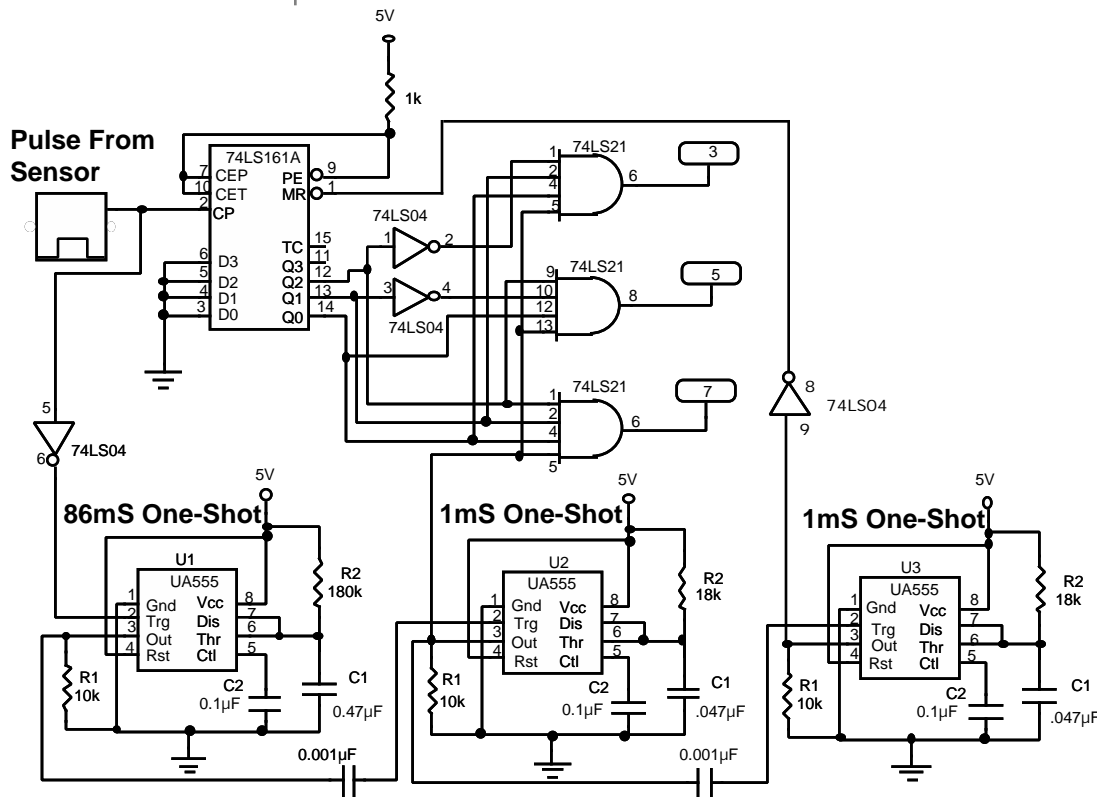 5V
1k
Pulse From
Sensor
74LS161A
7 CEP
10 CET
2 CP
PE 9
MR 1
6 D3
5 D2
4 D1
3 D0
TC 15
Q3 11
Q2 12
Q1 13
Q0 14
74LS04
1 2
3 4
74LS04
74LS21
1
2
4
5
6
3
74LS21
9
10
12
13
8
5
74LS21
1
2
4
5
6
7
8
74LS04
9
5
74LS04
6
86mS One-Shot
5V
U1
UA555
1 Gnd
2 Trg
3 Out
4 Rst
Vcc 8
Dis 7
Thr 6
Ctl 5
R2
180k
R1
10k
C2
0.1µF
C1
0.47µF
0.001µF
1mS One-Shot
5V
U2
UA555
1 Gnd
2 Trg
3 Out
4 Rst
Vcc 8
Dis 7
Thr 6
Ctl 5
R2
18k
R1
10k
C2
0.1µF
C1
.047µF
0.001µF
1mS One-Shot
5V
U3
UA555
1 Gnd
2 Trg
3 Out
4 Rst
Vcc 8
Dis 7
Thr 6
Ctl 5
R2
18k
R1
10k
C2
0.1µF
C1
.047µF